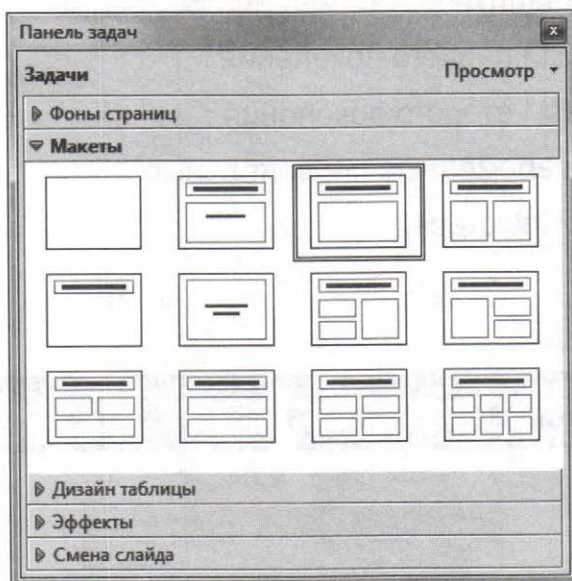 Панель задач
Задачи Просмотр
Фоны страниц
Макеты
Дизайн таблицы
Эффекты
Смена слайда